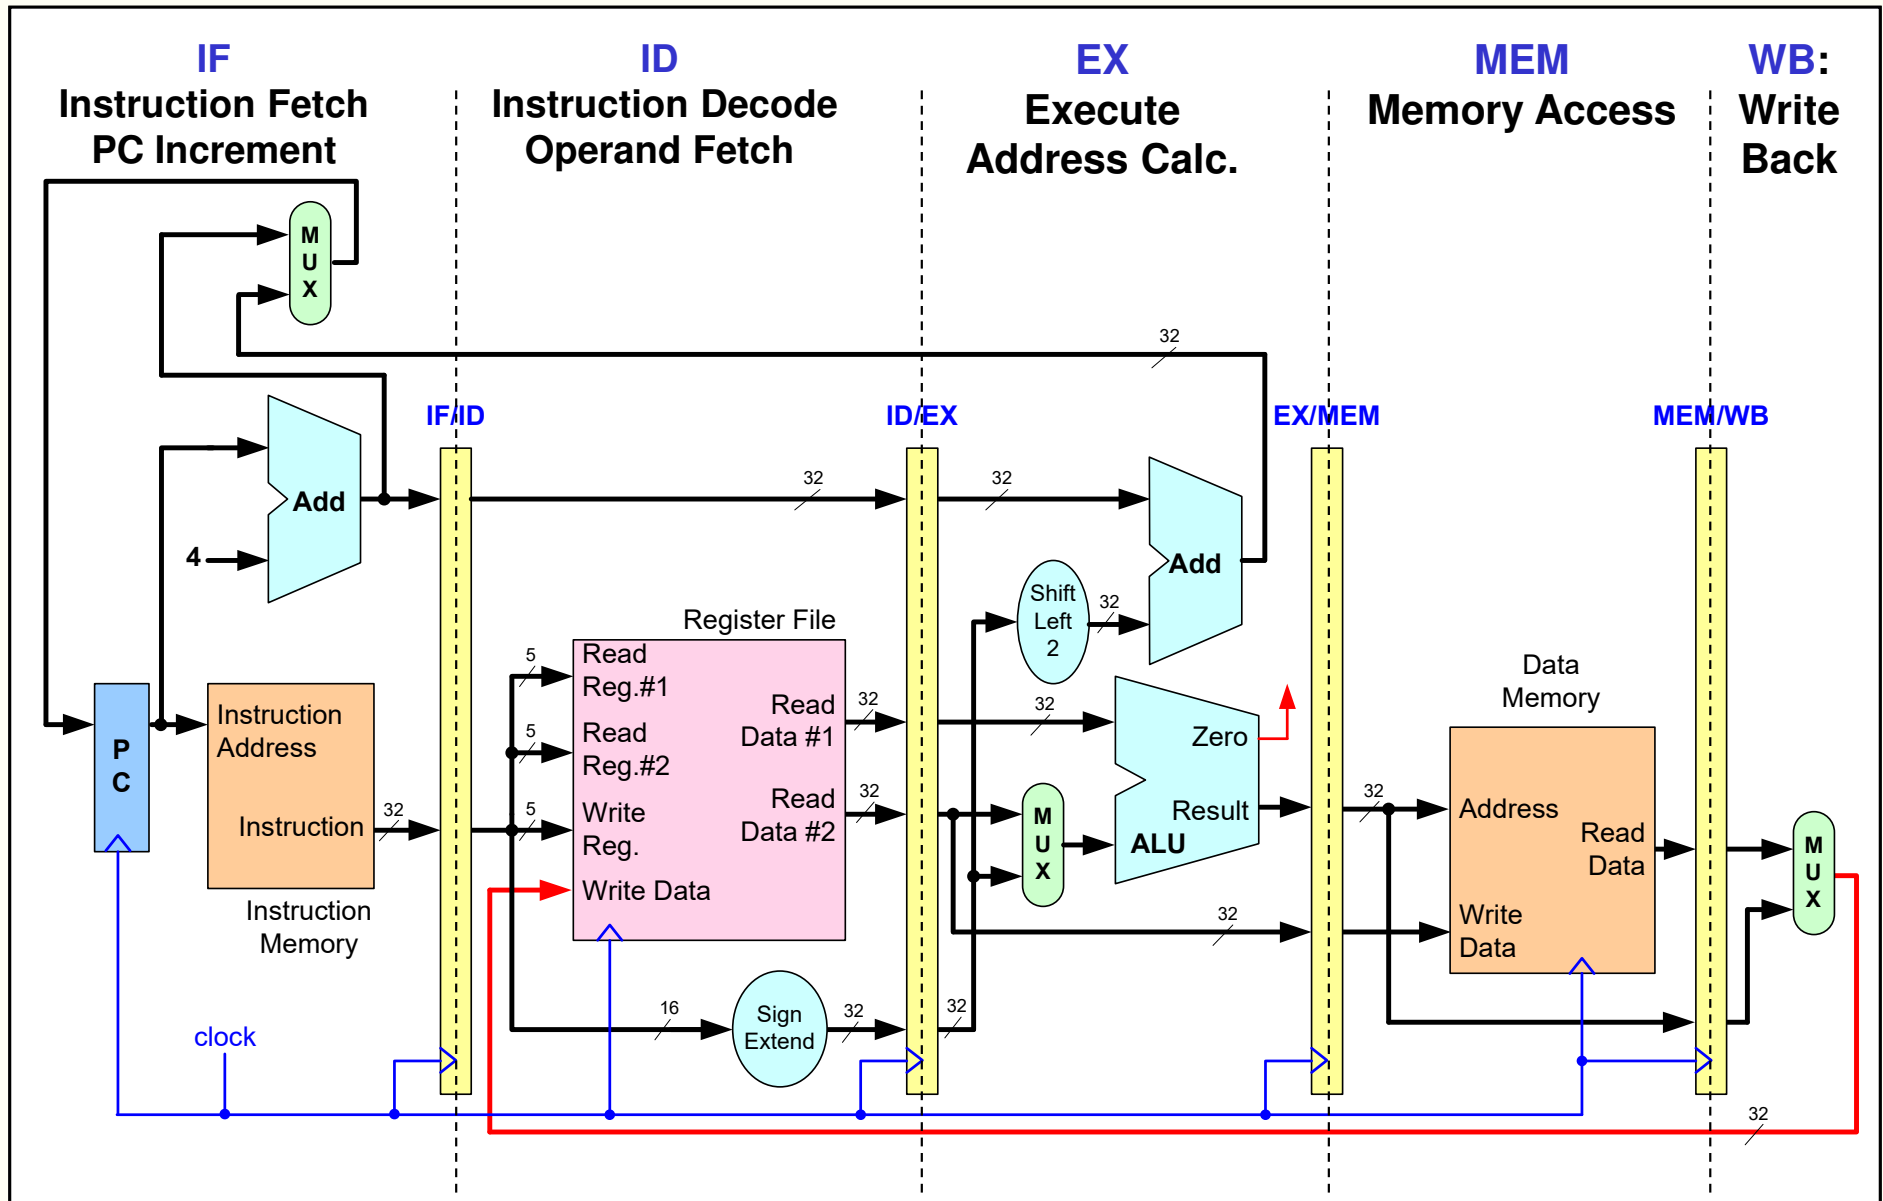 IF
Instruction Fetch
PC Increment
ID
Instruction Decode
Operand Fetch
EX
Execute
Address Calc.
MEM
Memory Access
WB:
Write
Back
M
U
X
32
IF/ID
ID/EX
EX/MEM
MEM/WB
Add
4
32
32
Add
Shift
Left
2
32
Register File
Read
Reg.#1
Read
Reg.#2
Write
Reg.
Write Data
Read
Data #1
Read
Data #2
5
5
5
32
32
P
C
Instruction
Address
Instruction
32
Instruction
Memory
32
Zero
Result
ALU
M
U
X
32
Data
Memory
32
Address
Read
Data
Write
Data
M
U
X
16
Sign
Extend
32
32
clock
32